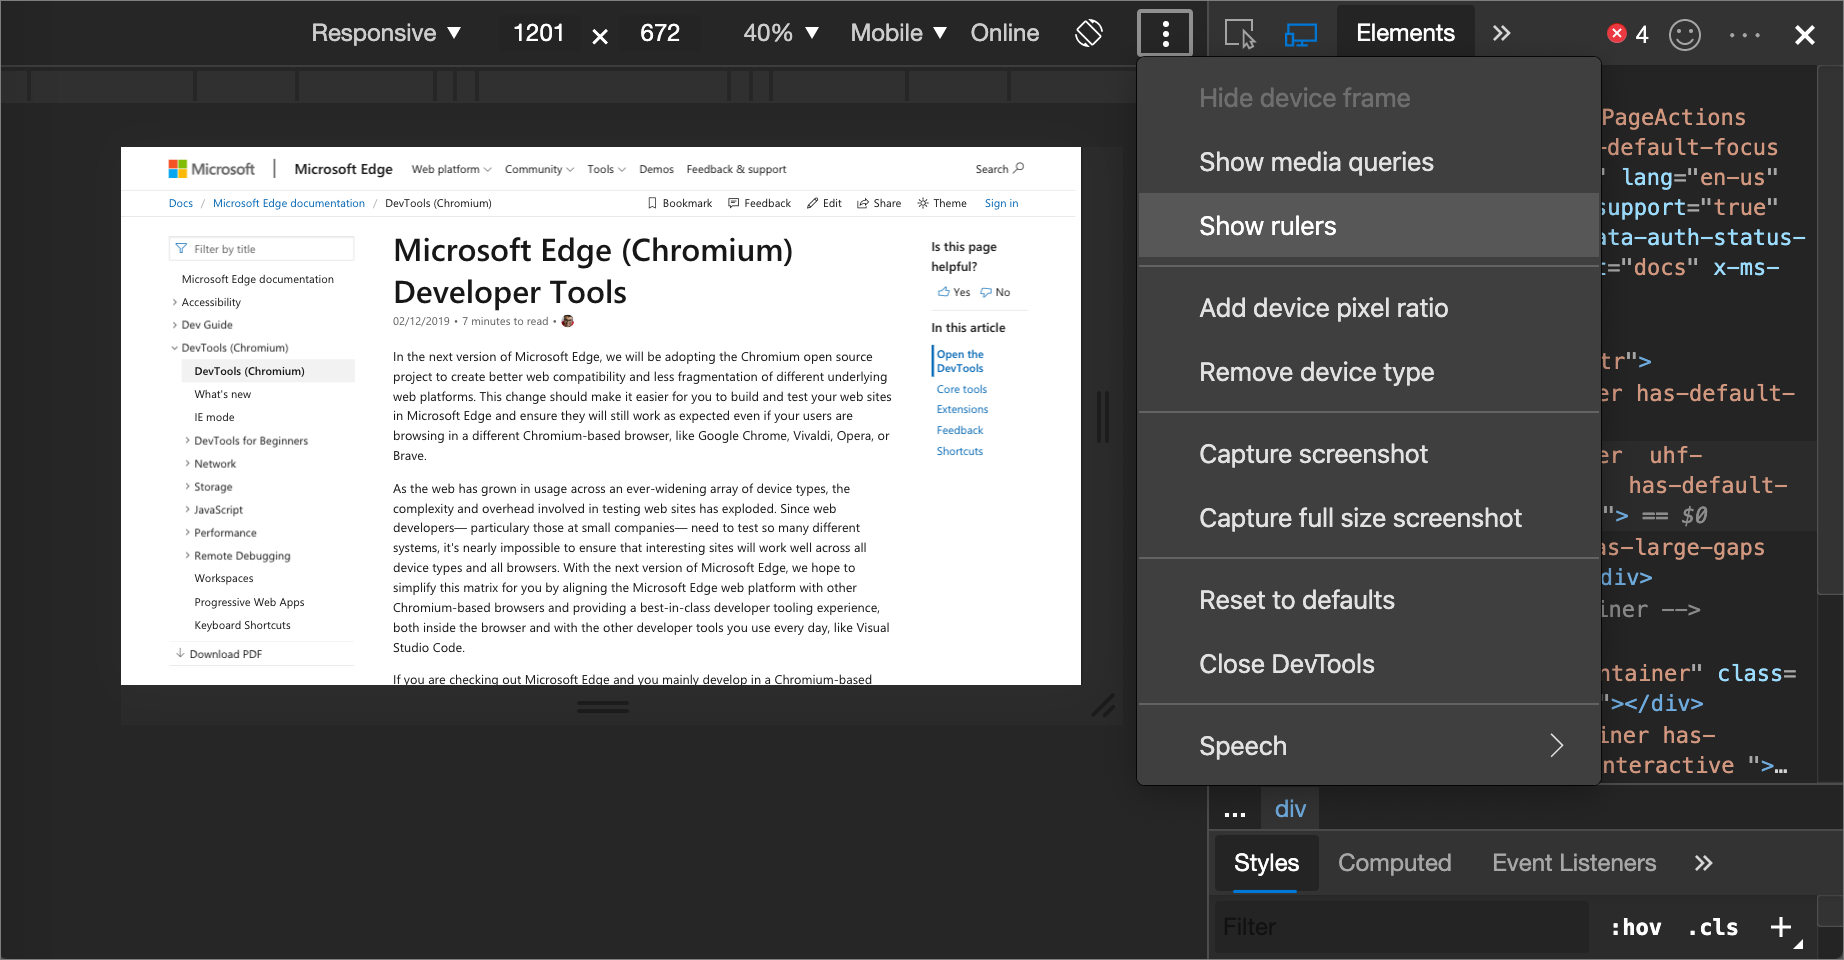 Responsive ▼ 1201 × 672 40% ▼ Mobile ▼ Online
Elements » 4 ··· ×
Microsoft | Microsoft Edge Web platform Community Tools Demos Feedback & support Search
Docs / Microsoft Edge documentation / DevTools (Chromium) Bookmark Feedback Edit Share Theme Sign in
Filter by title
Microsoft Edge documentation
Accessibility
Dev Guide
DevTools (Chromium)
DevTools (Chromium)
What's new
IE mode
DevTools for Beginners
Network
Storage
JavaScript
Performance
Remote Debugging
Workspaces
Progressive Web Apps
Keyboard Shortcuts
Download PDF
Microsoft Edge (Chromium)
Developer Tools
02/12/2019 • 7 minutes to read •
In the next version of Microsoft Edge, we will be adopting the Chromium open source
project to create better web compatibility and less fragmentation of different underlying
web platforms. This change should make it easier for you to build and test your web sites
in Microsoft Edge and ensure they will still work as expected even if your users are
browsing in a different Chromium-based browser, like Google Chrome, Vivaldi, Opera, or
Brave.
As the web has grown in usage across an ever-widening array of device types, the
complexity and overhead involved in testing web sites has exploded. Since web
developers— particulary those at small companies— need to test so many different
systems, it's nearly impossible to ensure that interesting sites will work well across all
device types and all browsers. With the next version of Microsoft Edge, we hope to
simplify this matrix for you by aligning the Microsoft Edge web platform with other
Chromium-based browsers and providing a best-in-class developer tooling experience,
both inside the browser and with the other developer tools you use every day, like Visual
Studio Code.
If you are checking out Microsoft Edge and you mainly develop in a Chromium-based
Is this page
helpful?
Yes No
In this article
Open the
DevTools
Core tools
Extensions
Feedback
Shortcuts
Hide device frame
Show media queries
Show rulers
Add device pixel ratio
Remove device type
Capture screenshot
Capture full size screenshot
Reset to defaults
Close DevTools
Speech
PageActions
-default-focus
" lang="en-us"
support="true"
ata-auth-status-
t="docs" x-ms-
tr">
er has-default-
er uhf-
has-default-
"> == $0
as-large-gaps
div>
iner -->
ntainer" class=
"></div>
iner has-
nteractive ">…
... div
Styles Computed Event Listeners »
Filter :hov .cls +